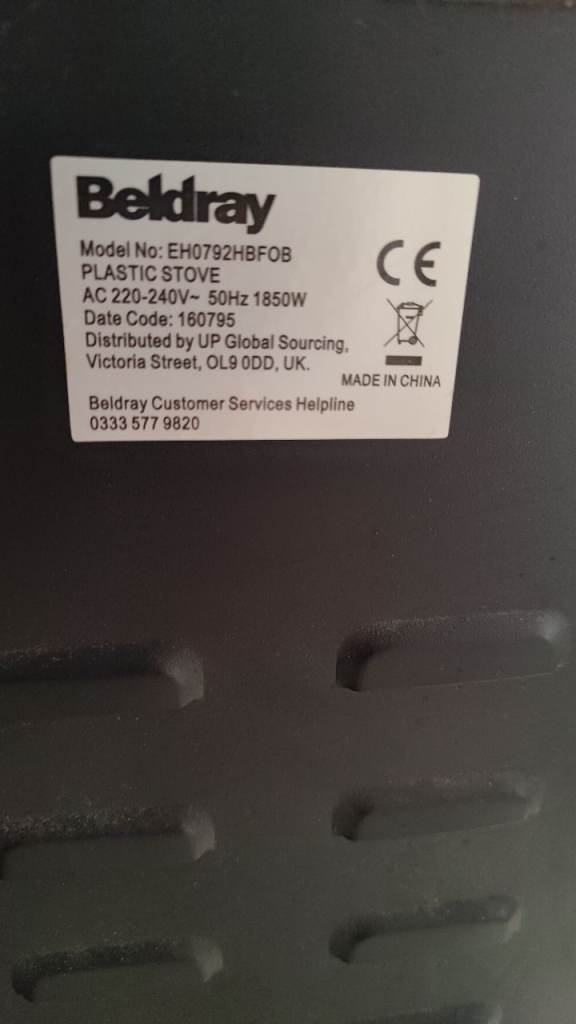 Beldray
Model No: EH0792HBFOB
PLASTIC STOVE
AC 220-240V~ 50Hz 1850W
Date Code: 160795
Distributed by UP Global Sourcing,
Victoria Street, OL9 0DD, UK.
CE
MADE IN CHINA
Beldray Customer Services Helpline
0333 577 9820